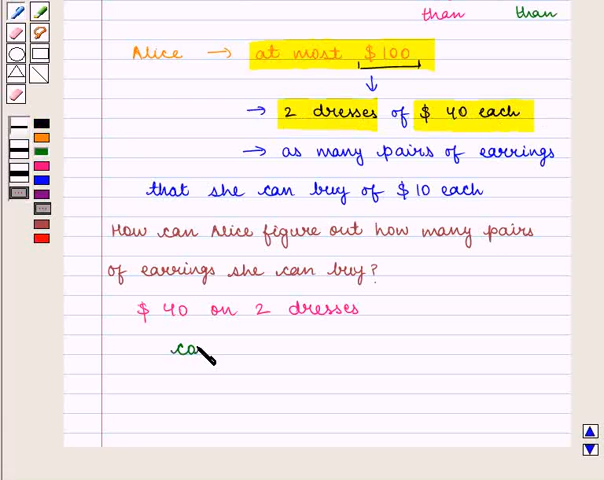 than than
Alice → at most $100
→ 2 dresses of $ 40 each
→ as many pairs of earrings
that she can buy of $10 each
How can Alice figure out how many pairs
of earrings she can buy?
$ 40 on 2 dresses
co